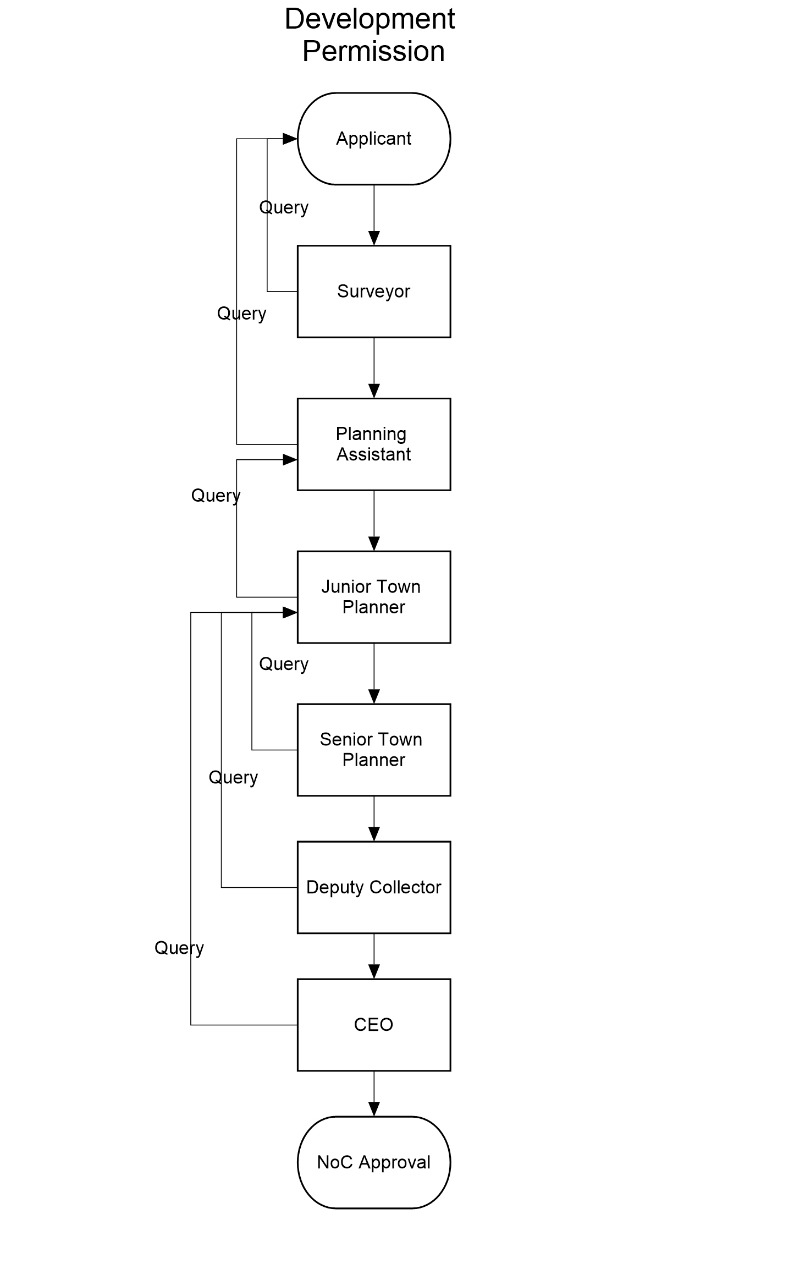 Development
Permission
Applicant
Query
Surveyor
Query
Planning
Assistant
Query
Junior Town
Planner
Query
Senior Town
Planner
Query
Deputy Collector
Query
CEO
NoC Approval